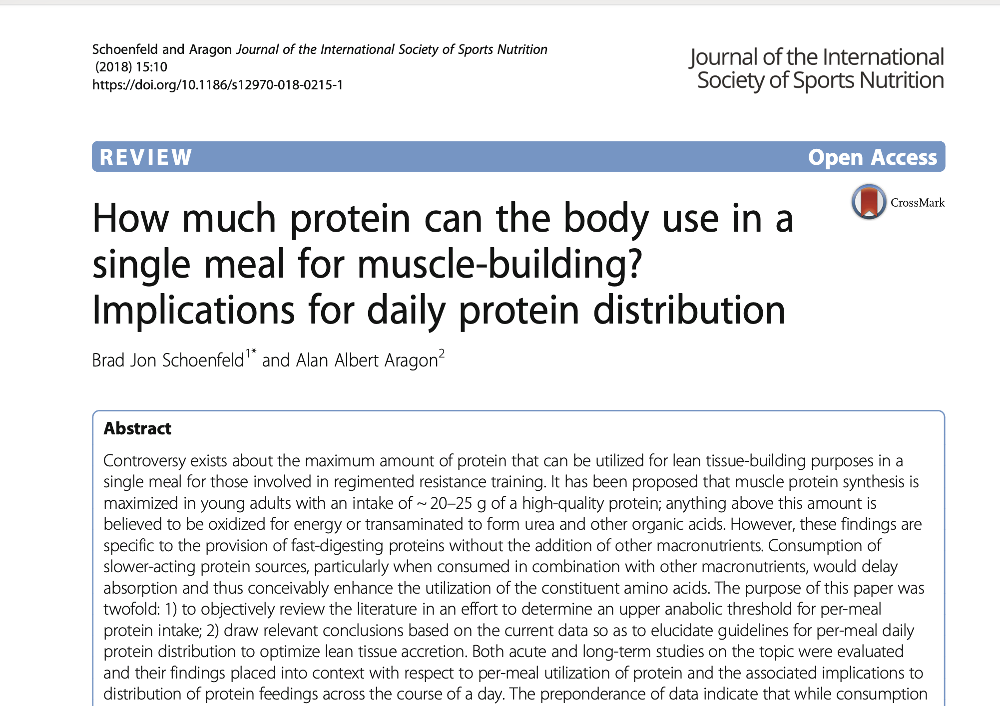 Schoenfeld and Aragon Journal of the International Society of Sports Nutrition
(2018) 15:10
https://doi.org/10.1186/s12970-018-0215-1
Journal of the International
Society of Sports Nutrition
REVIEW
Open Access
CrossMark
How much protein can the body use in a
single meal for muscle-building?
Implications for daily protein distribution
Brad Jon Schoenfeld1* and Alan Albert Aragon2
Abstract
Controversy exists about the maximum amount of protein that can be utilized for lean tissue-building purposes in a
single meal for those involved in regimented resistance training. It has been proposed that muscle protein synthesis is
maximized in young adults with an intake of ~ 20–25 g of a high-quality protein; anything above this amount is
believed to be oxidized for energy or transaminated to form urea and other organic acids. However, these findings are
specific to the provision of fast-digesting proteins without the addition of other macronutrients. Consumption of
slower-acting protein sources, particularly when consumed in combination with other macronutrients, would delay
absorption and thus conceivably enhance the utilization of the constituent amino acids. The purpose of this paper was
twofold: 1) to objectively review the literature in an effort to determine an upper anabolic threshold for per-meal
protein intake; 2) draw relevant conclusions based on the current data so as to elucidate guidelines for per-meal daily
protein distribution to optimize lean tissue accretion. Both acute and long-term studies on the topic were evaluated
and their findings placed into context with respect to per-meal utilization of protein and the associated implications to
distribution of protein feedings across the course of a day. The preponderance of data indicate that while consumption